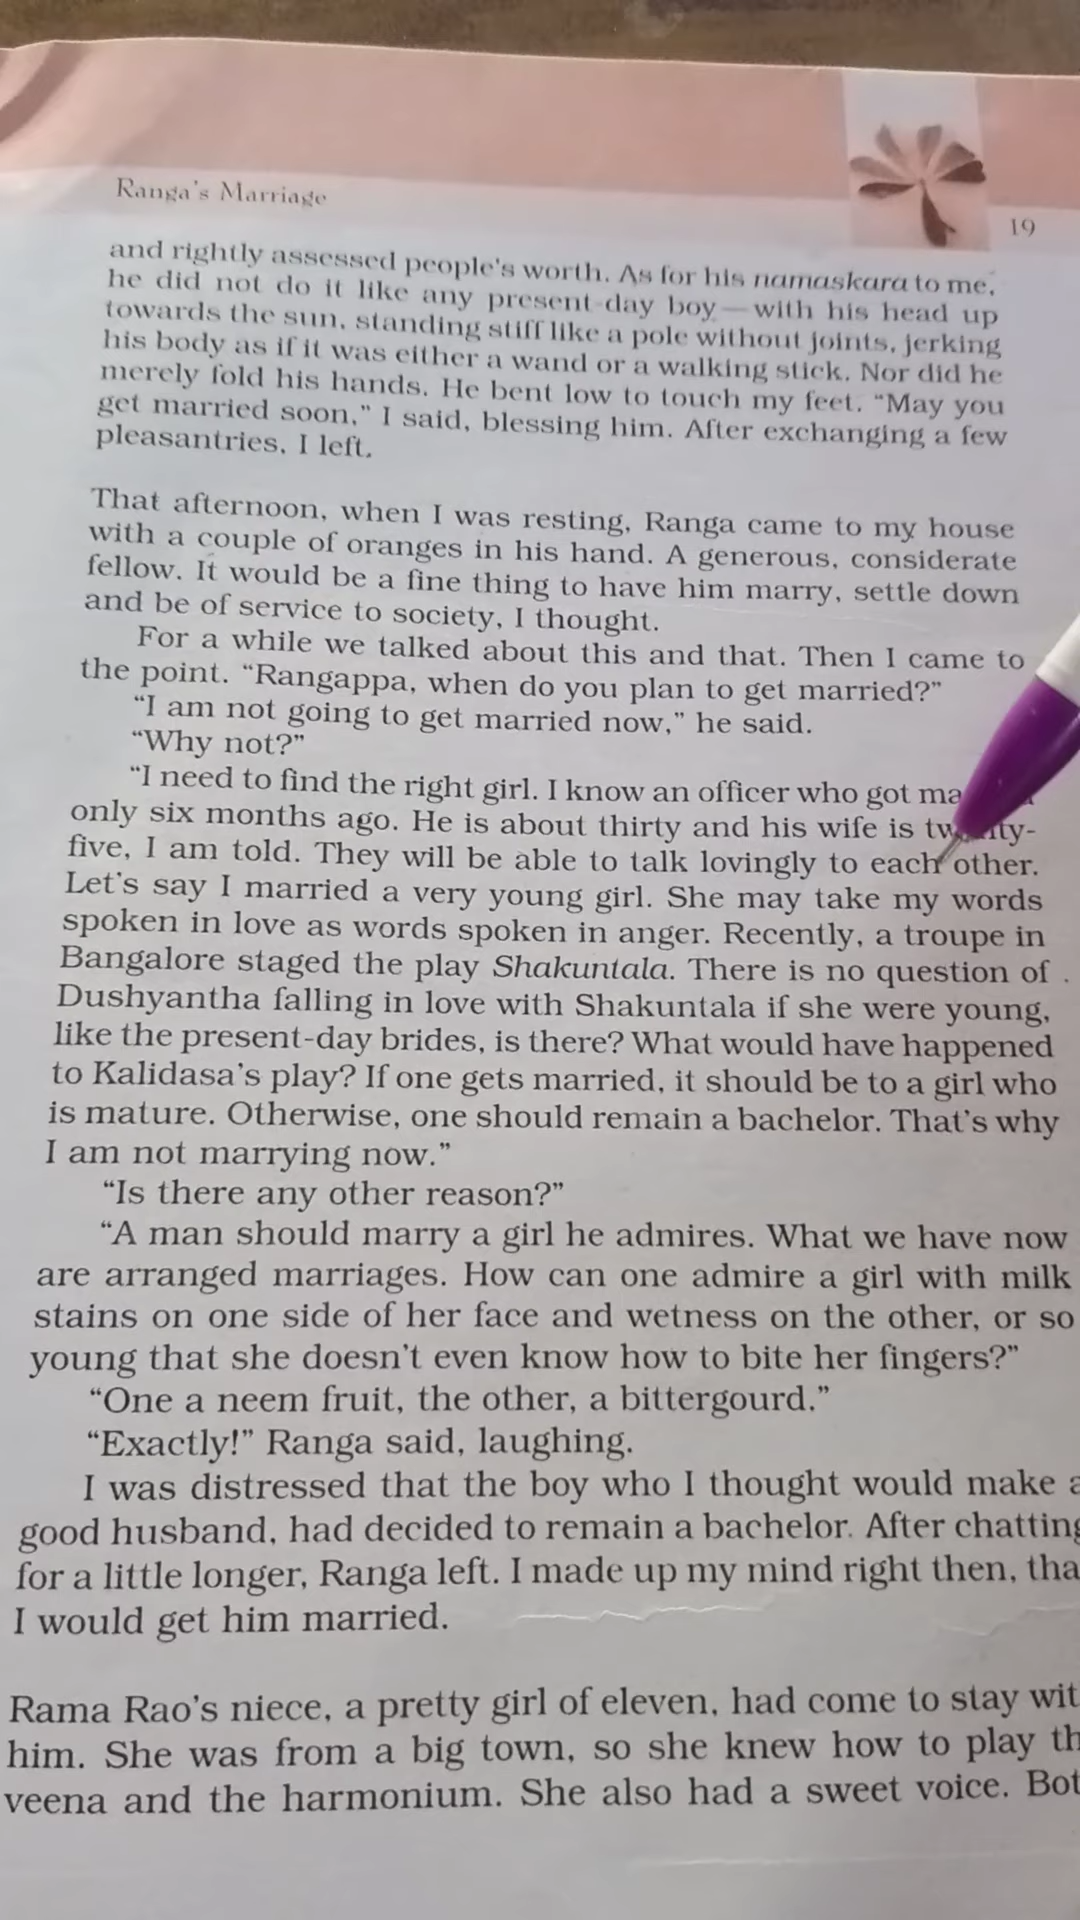 Ranga's Marriage
19
and rightly assessed people's worth. As for his namaskara to me,
he did not do it like any present-day boy — with his head up
towards the sun, standing stiff like a pole without joints, jerking
his body as if it was either a wand or a walking stick. Nor did he
merely fold his hands. He bent low to touch my feet. “May you
get married soon,” I said, blessing him. After exchanging a few
pleasantries, I left.
That afternoon, when I was resting, Ranga came to my house
with a couple of oranges in his hand. A generous, considerate
fellow. It would be a fine thing to have him marry, settle down
and be of service to society, I thought.
For a while we talked about this and that. Then I came to
the point. “Rangappa, when do you plan to get married?”
“I am not going to get married now,” he said.
“Why not?”
“I need to find the right girl. I know an officer who got
only six months ago. He is about thirty and his wife is
five, I am told. They will be able to talk lovingly to each other.
Let's say I married a very young girl. She may take my words
spoken in love as words spoken in anger. Recently, a troupe in
Bangalore staged the play Shakuntala. There is no question of
Dushyantha falling in love with Shakuntala if she were young,
like the present-day brides, is there? What would have happened
to Kalidasa's play? If one gets married, it should be to a girl who
is mature. Otherwise, one should remain a bachelor. That's why
I am not marrying now.”
“Is there any other reason?”
“A man should marry a girl he admires. What we have now
are arranged marriages. How can one admire a girl with milk
stains on one side of her face and wetness on the other, or so
young that she doesn't even know how to bite her fingers?”
“One a neem fruit, the other, a bittergourd.”
“Exactly!” Ranga said, laughing.
I was distressed that the boy who I thought would make a
good husband, had decided to remain a bachelor. After chatting
for a little longer, Ranga left. I made up my mind right then, tha
I would get him married.
Rama Rao's niece, a pretty girl of eleven, had come to stay wit
him. She was from a big town, so she knew how to play th
veena and the harmonium. She also had a sweet voice. Bot